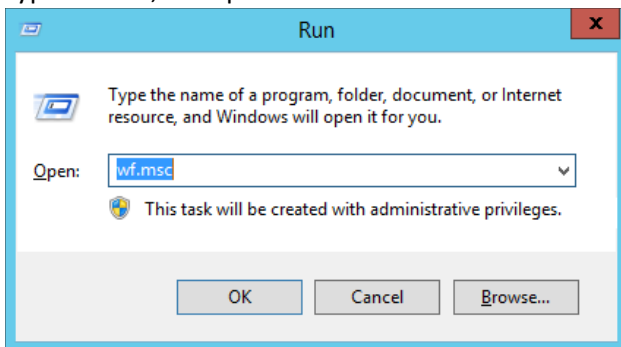 Run
x
Type the name of a program, folder, document, or Internet
resource, and Windows will open it for you.
Open:
wf.msc
This task will be created with administrative privileges.
OK
Cancel
Browse...